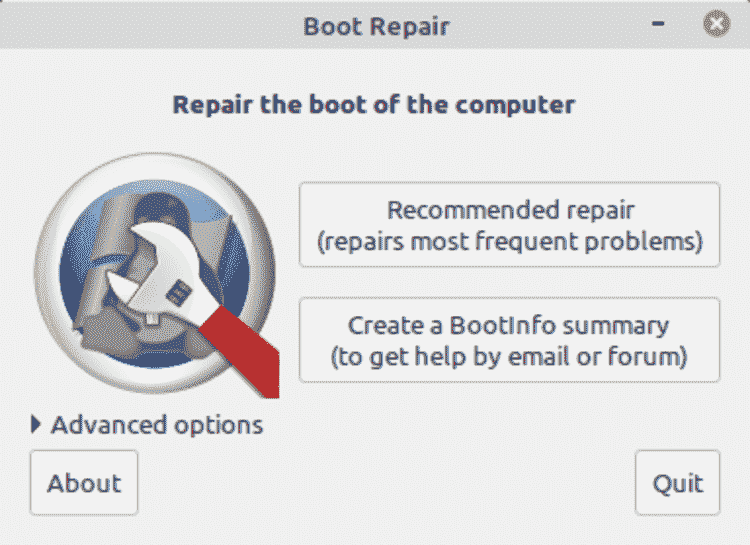 Boot Repair
Repair the boot of the computer
Recommended repair
(repairs most frequent problems)
Create a BootInfo summary
(to get help by email or forum)
Advanced options
About
Quit